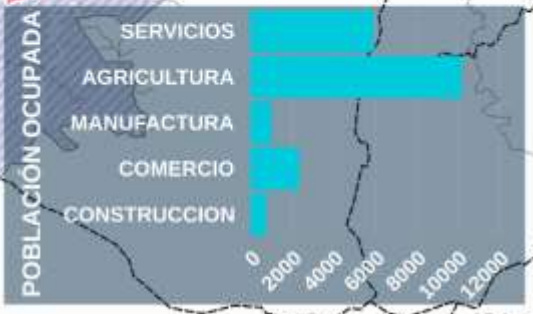 POBLACIÓN OCUPADA
SERVICIOS
AGRICULTURA
MANUFACTURA
COMERCIO
CONSTRUCCION
0 2000 4000 6000 8000 10000 12000